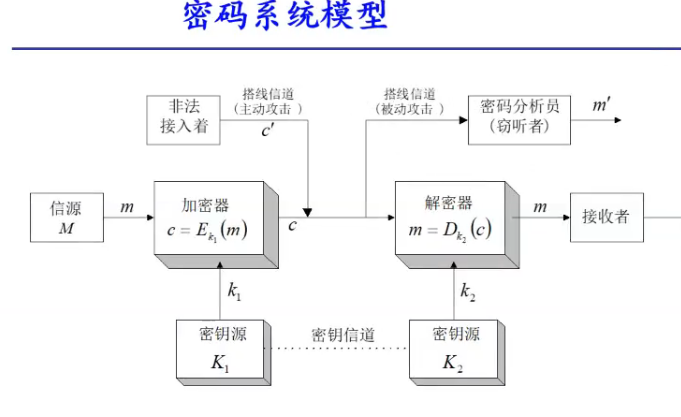 密码系统模型
非法
接入着
搭线信道
(主动攻击)
c′
搭线信道
(被动攻击)
密码分析员
(窃听者)
m′
信源
M
m
加密器
c = E_{k_1}(m)
c
解密器
m = D_{k_2}(c)
m
接收者
k_1
k_2
密钥源
K_1
密钥信道
密钥源
K_2